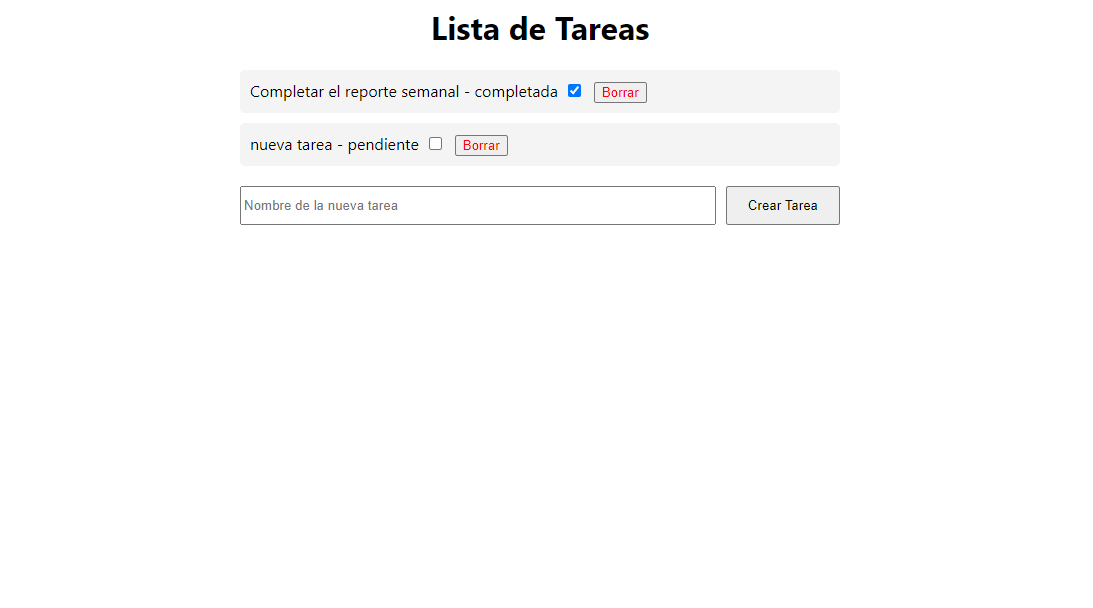 Lista de Tareas
Completar el reporte semanal - completada Borrar
nueva tarea - pendiente Borrar
Nombre de la nueva tarea Crear Tarea